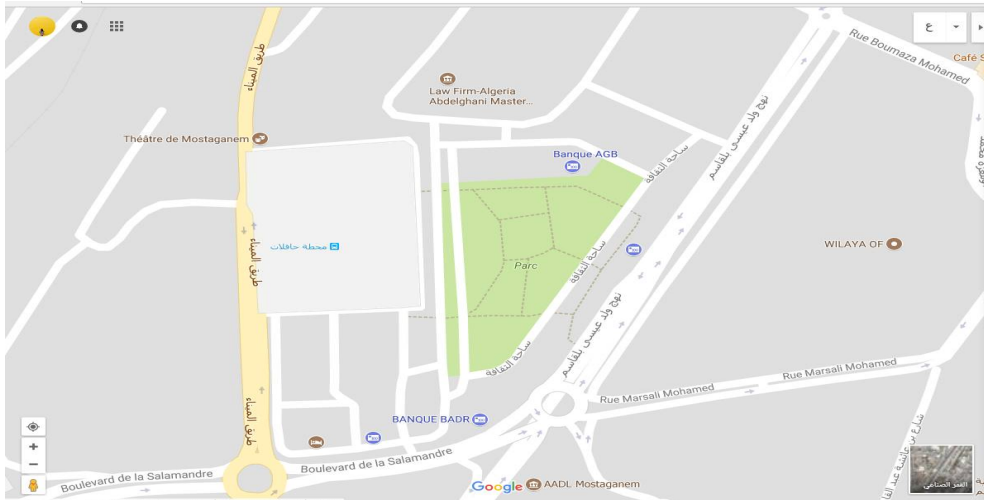 ع
Rue Boumaza Mohamed
Café S
طريق الميناء
Law Firm-Algeria
Abdelghani Master...
Théâtre de Mostaganem
نهج ولد عيسى بلقاسم
Banque AGB
ساحة الثقافة
محطة حافلات
طريق الميناء
WILAYA OF
Parc
ساحة الثقافة
نهج ولد عيسى بلقاسم
ساحة الثقافة
Rue Marsali Mohamed
Rue Marsali Mohamed
طريق الميناء
BANQUE BADR
Boulevard de la Salamandre
Boulevard de la Salamandre
Google
AADL Mostaganem
القمر الصناعي